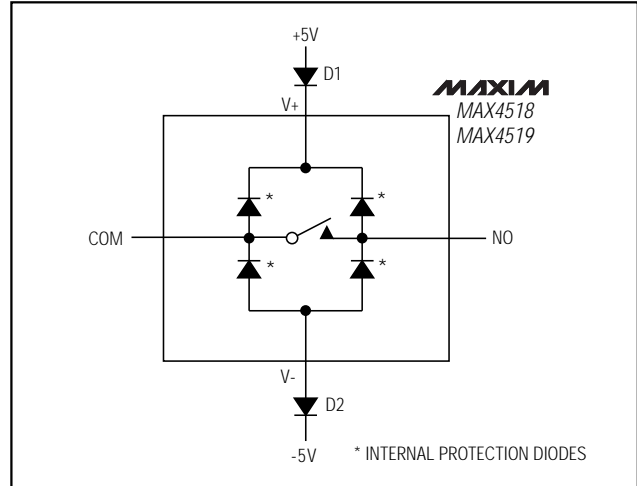 +5V
D1
V+
MAXIM
MAX4518
MAX4519
*
*
COM
NO
*
*
V-
D2
-5V
* INTERNAL PROTECTION DIODES